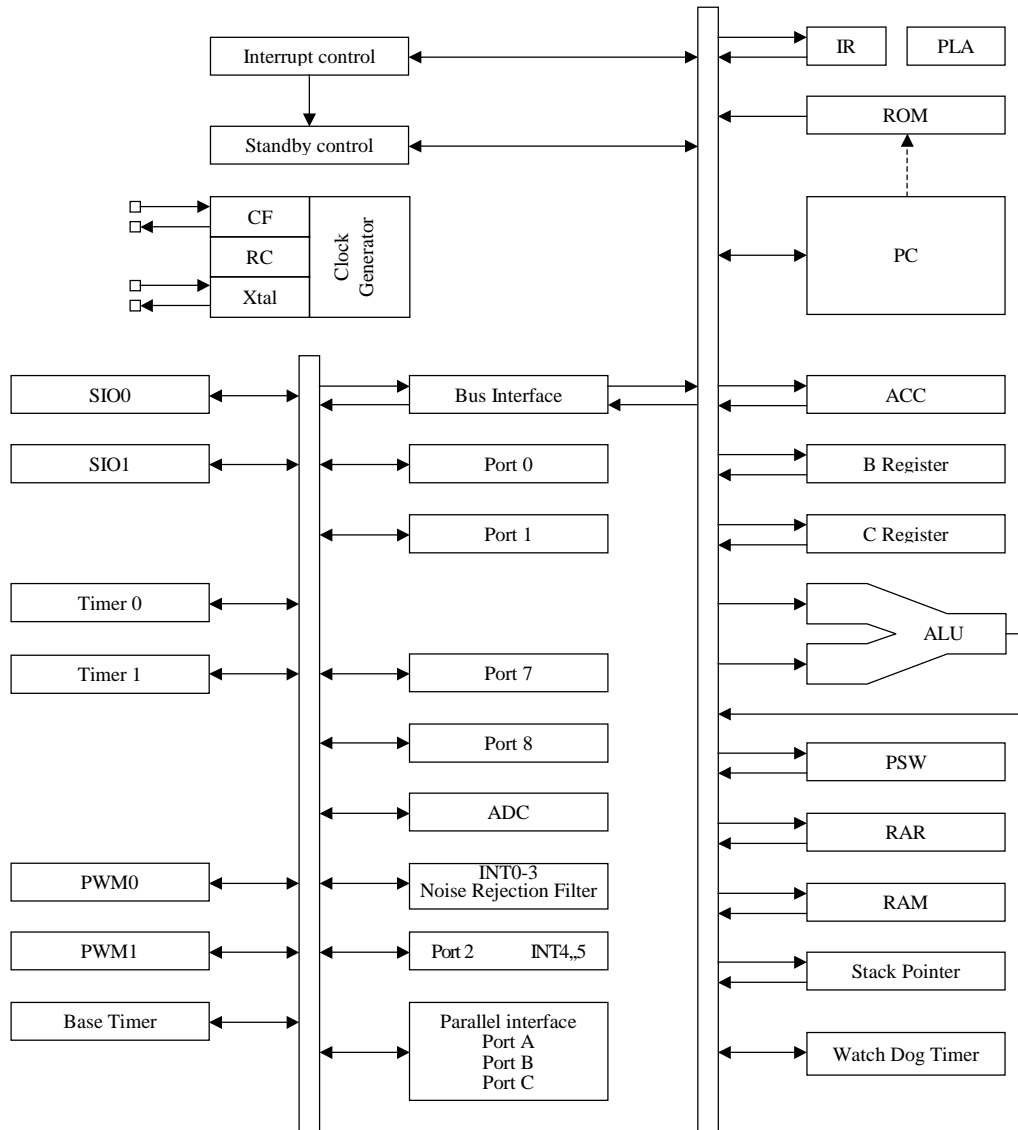 Interrupt control
IR
PLA
ROM
Standby control
CF
RC
Xtal
Clock
Generator
PC
SIO0
Bus Interface
ACC
SIO1
Port 0
B Register
Port 1
C Register
Timer 0
ALU
Timer 1
Port 7
Port 8
PSW
ADC
RAR
PWM0
INT0-3
Noise Rejection Filter
RAM
PWM1
Port 2 INT4,,5
Stack Pointer
Base Timer
Parallel interface
Port A
Port B
Port C
Watch Dog Timer